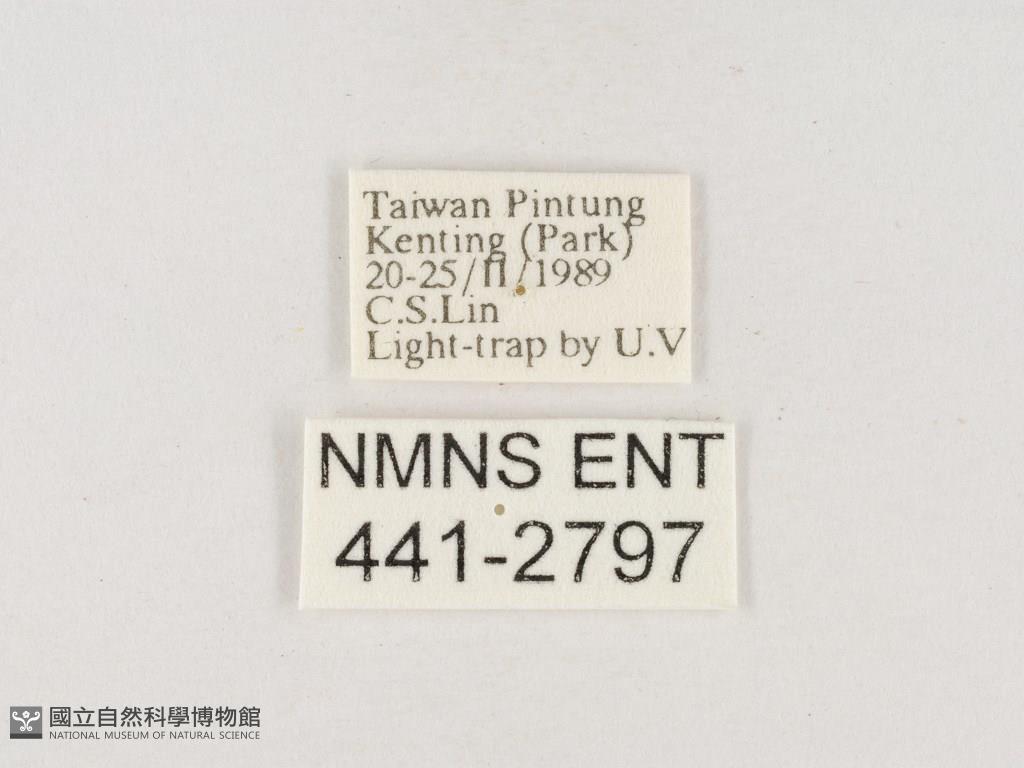 Taiwan Pintung
Kenting (Park)
20-25/II/1989
C.S.Lin
Light-trap by U.V
NMNS ENT
441-2797
國立自然科學博物館
NATIONAL MUSEUM OF NATURAL SCIENCE